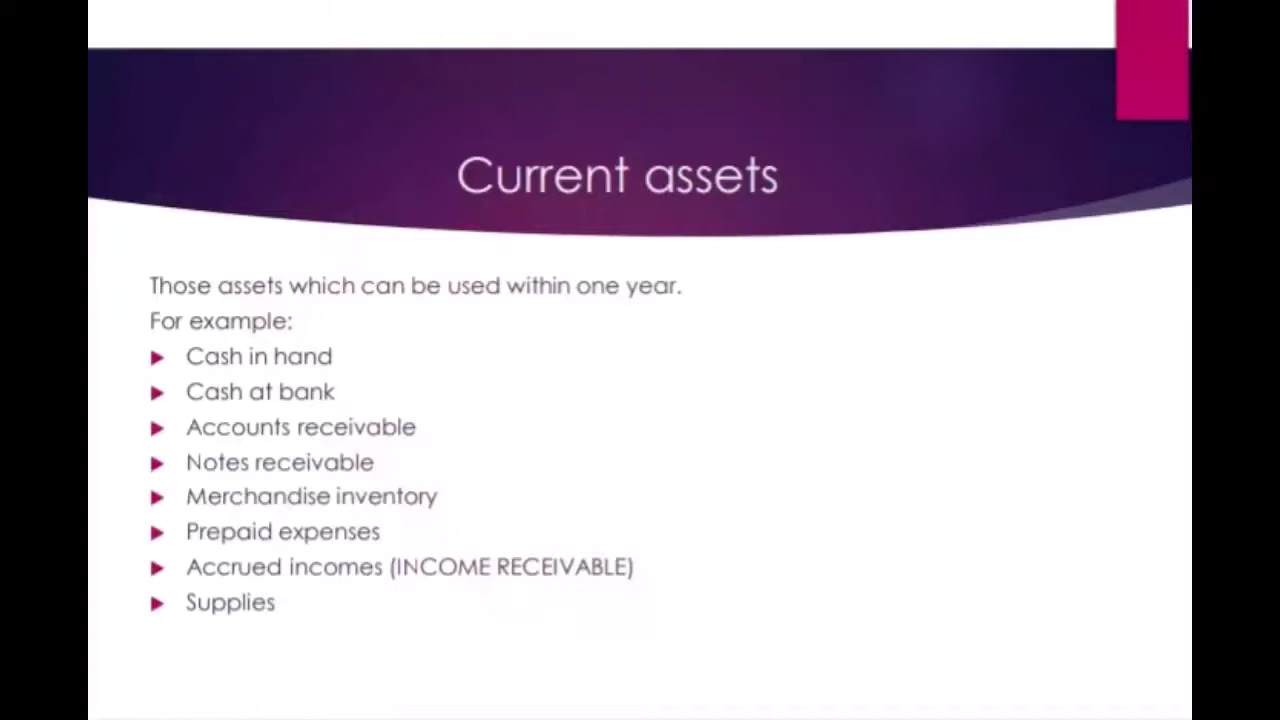 Current assets
Those assets which can be used within one year.
For example:
Cash in hand
Cash at bank
Accounts receivable
Notes receivable
Merchandise inventory
Prepaid expenses
Accrued incomes (INCOME RECEIVABLE)
Supplies